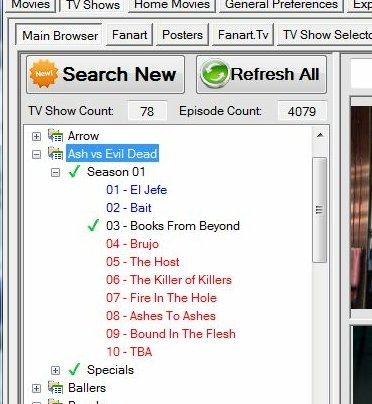 Movies TV Shows Home Movies General Preferences
Main Browser Fanart Posters Fanart.Tv TV Show
New! Search New Refresh All
TV Show Count: 78 Episode Count: 4079
Arrow
Ash vs Evil Dead
Season 01
01 - El Jefe
02 - Bait
03 - Books From Beyond
04 - Brujo
05 - The Host
06 - The Killer of Killers
07 - Fire In The Hole
08 - Ashes To Ashes
09 - Bound In The Flesh
10 - TBA
Specials
Ballers